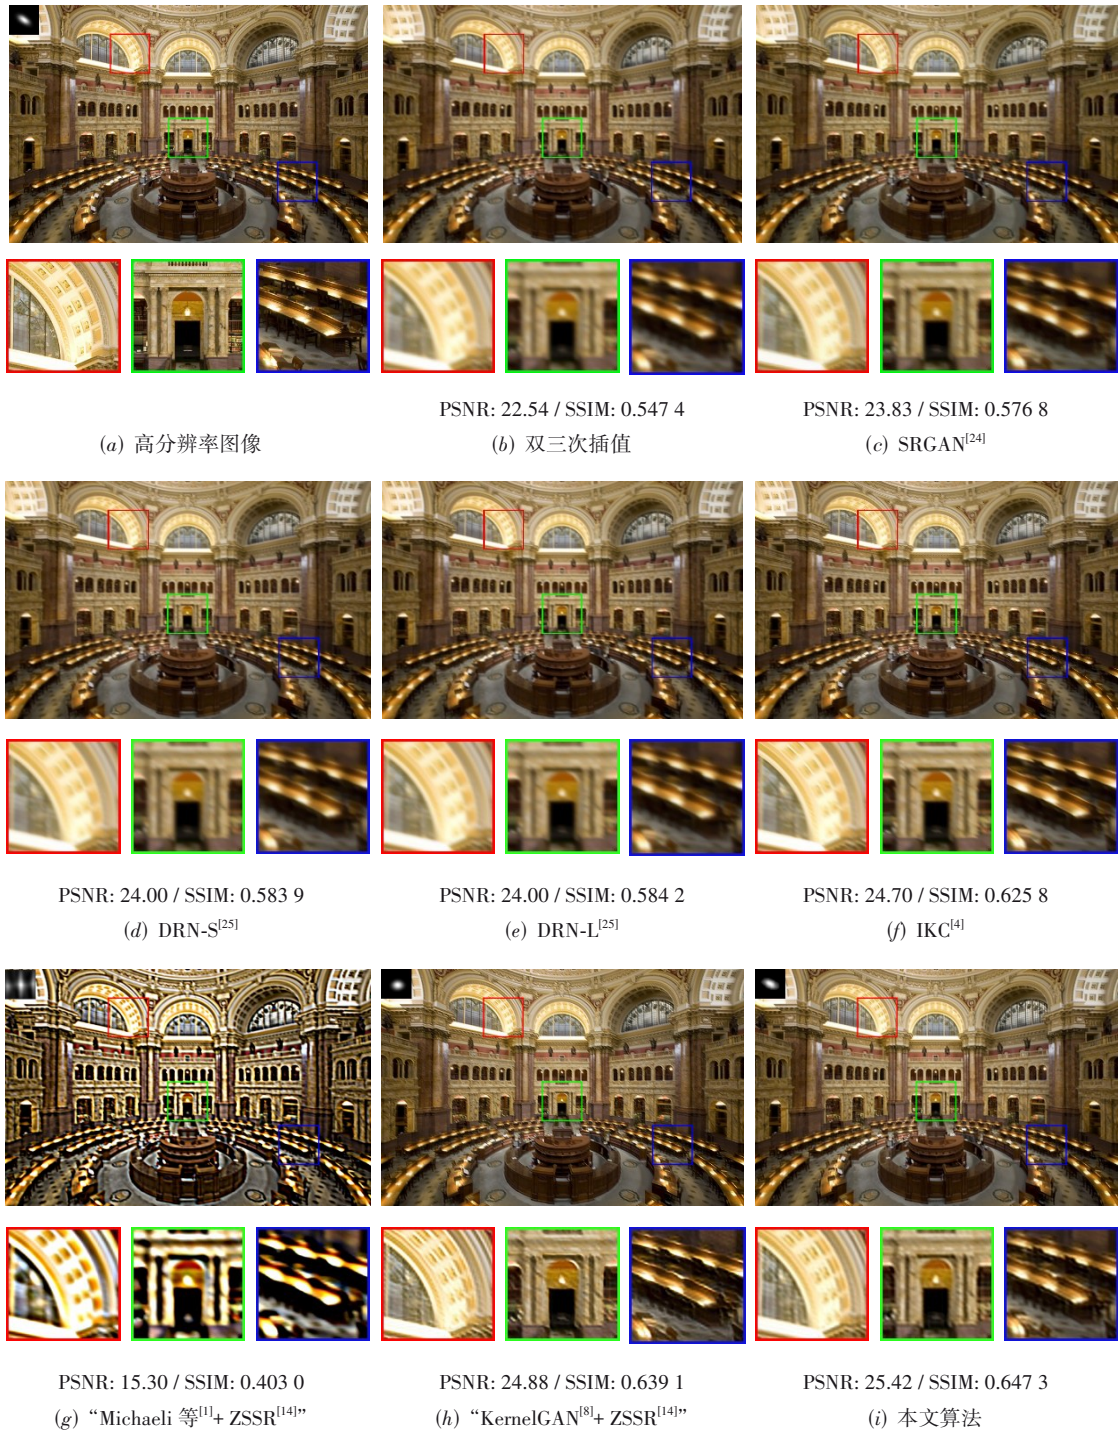 PSNR: 22.54 / SSIM: 0.547 4
PSNR: 23.83 / SSIM: 0.576 8
(a) 高分辨率图像
(b) 双三次插值
(c) SRGAN[24]
PSNR: 24.00 / SSIM: 0.583 9
PSNR: 24.00 / SSIM: 0.584 2
PSNR: 24.70 / SSIM: 0.625 8
(d) DRN-S[25]
(e) DRN-L[25]
(f) IKC[4]
PSNR: 15.30 / SSIM: 0.403 0
PSNR: 24.88 / SSIM: 0.639 1
PSNR: 25.42 / SSIM: 0.647 3
(g) “Michaeli 等[1]+ ZSSR[14]”
(h) “KernelGAN[8]+ ZSSR[14]”
(i) 本文算法